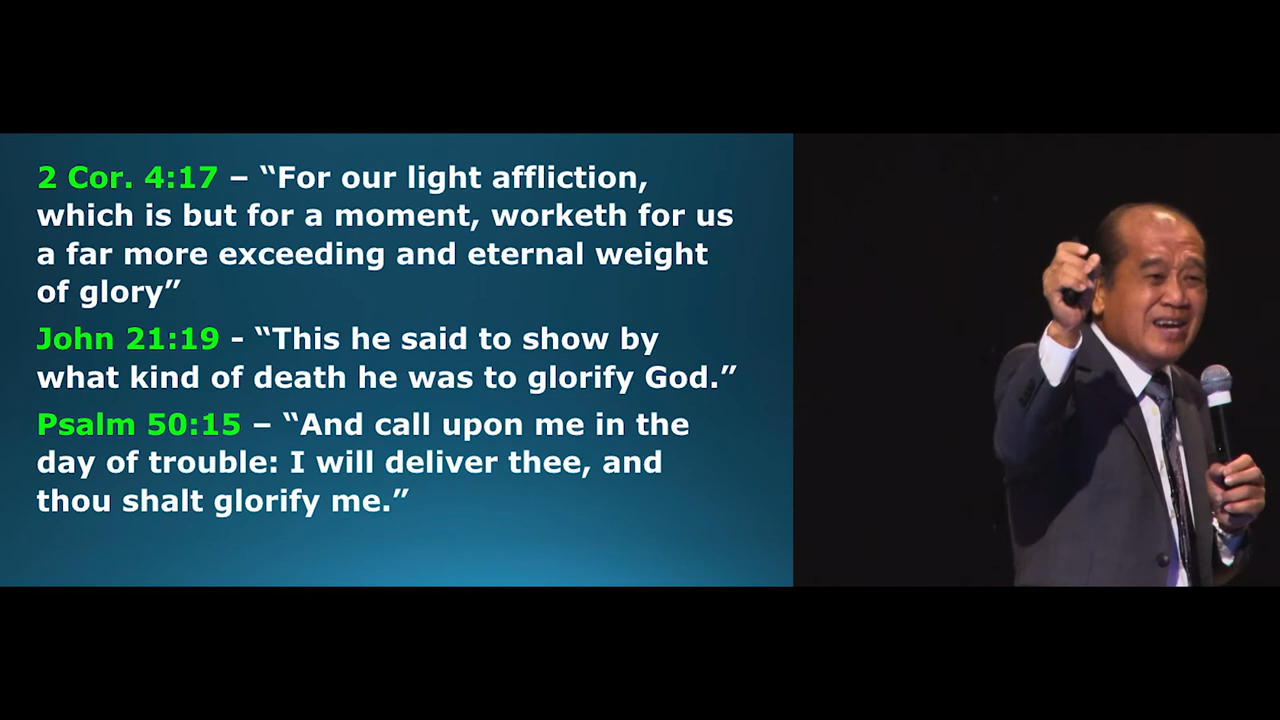 2 Cor. 4:17 – “For our light affliction,
which is but for a moment, worketh for us
a far more exceeding and eternal weight
of glory”
John 21:19 - “This he said to show by
what kind of death he was to glorify God.”
Psalm 50:15 – “And call upon me in the
day of trouble: I will deliver thee, and
thou shalt glorify me.”